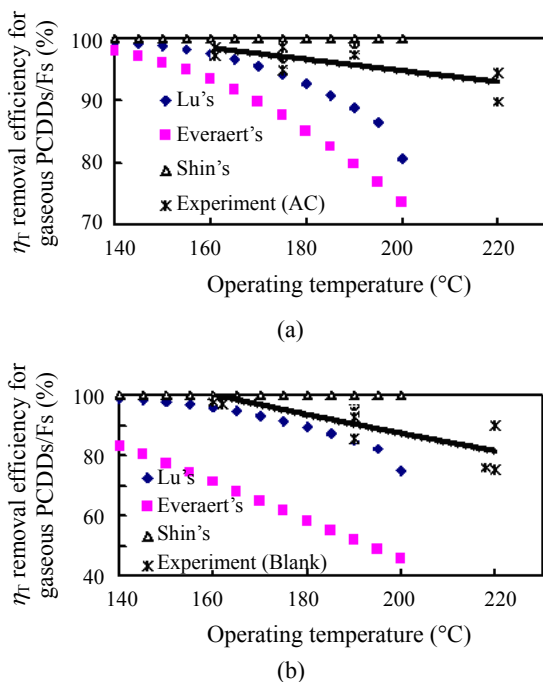 η_T removal efficiency for
gaseous PCDDs/Fs (%)
100
90
80
70
Lu's
Everaert's
Shin's
Experiment (AC)
140 160 180 200 220
Operating temperature (°C)
(a)
η_T removal efficiency for
gaseous PCDDs/Fs (%)
100
80
60
40
Lu's
Everaert's
Shin's
Experiment (Blank)
140 160 180 200 220
Operating temperature (°C)
(b)